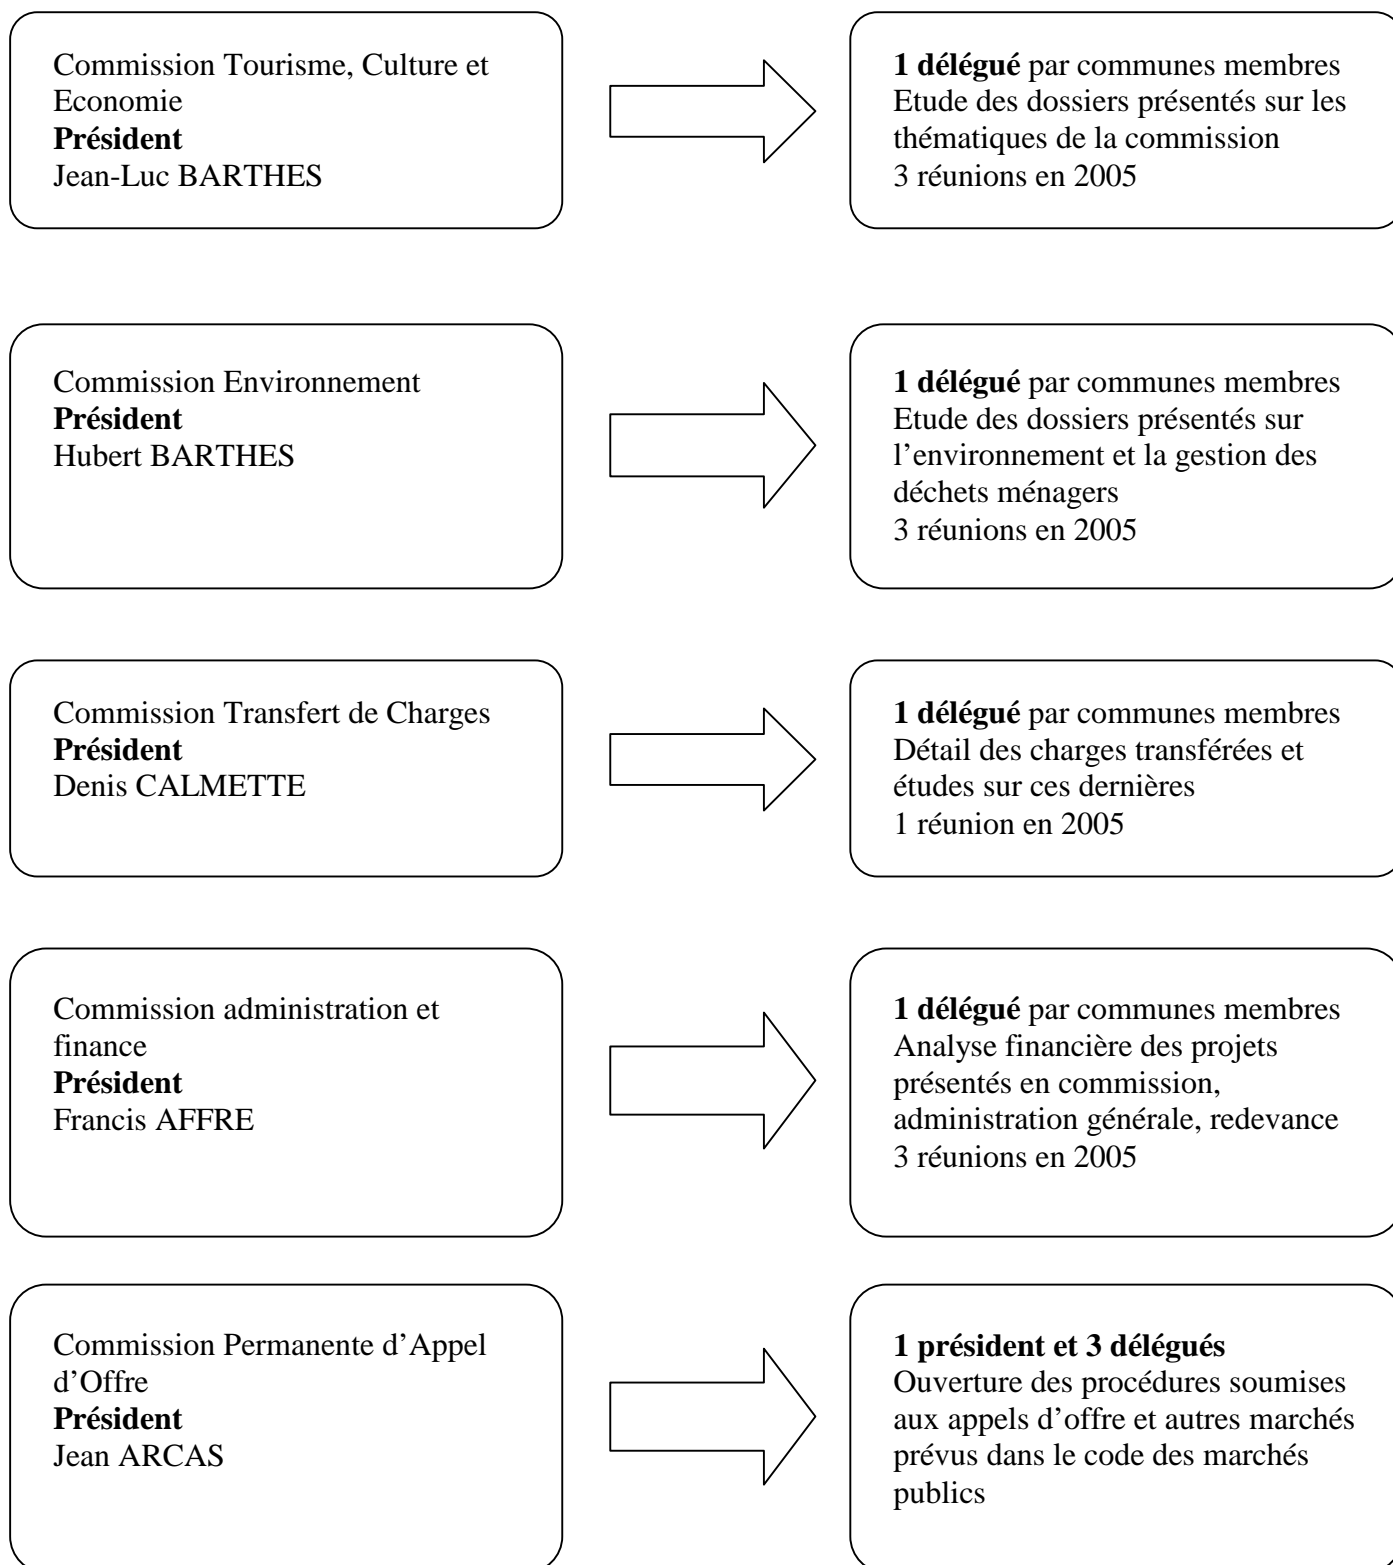 Commission Tourisme, Culture et
Economie
Président
Jean-Luc BARTHES
1 délégué par communes membres
Etude des dossiers présentés sur les
thématiques de la commission
3 réunions en 2005
Commission Environnement
Président
Hubert BARTHES
1 délégué par communes membres
Etude des dossiers présentés sur
l’environnement et la gestion des
déchets ménagers
3 réunions en 2005
Commission Transfert de Charges
Président
Denis CALMETTE
1 délégué par communes membres
Détail des charges transférées et
études sur ces dernières
1 réunion en 2005
Commission administration et
finance
Président
Francis AFFRE
1 délégué par communes membres
Analyse financière des projets
présentés en commission,
administration générale, redevance
3 réunions en 2005
Commission Permanente d’Appel
d’Offre
Président
Jean ARCAS
1 président et 3 délégués
Ouverture des procédures soumises
aux appels d’offre et autres marchés
prévus dans le code des marchés
publics